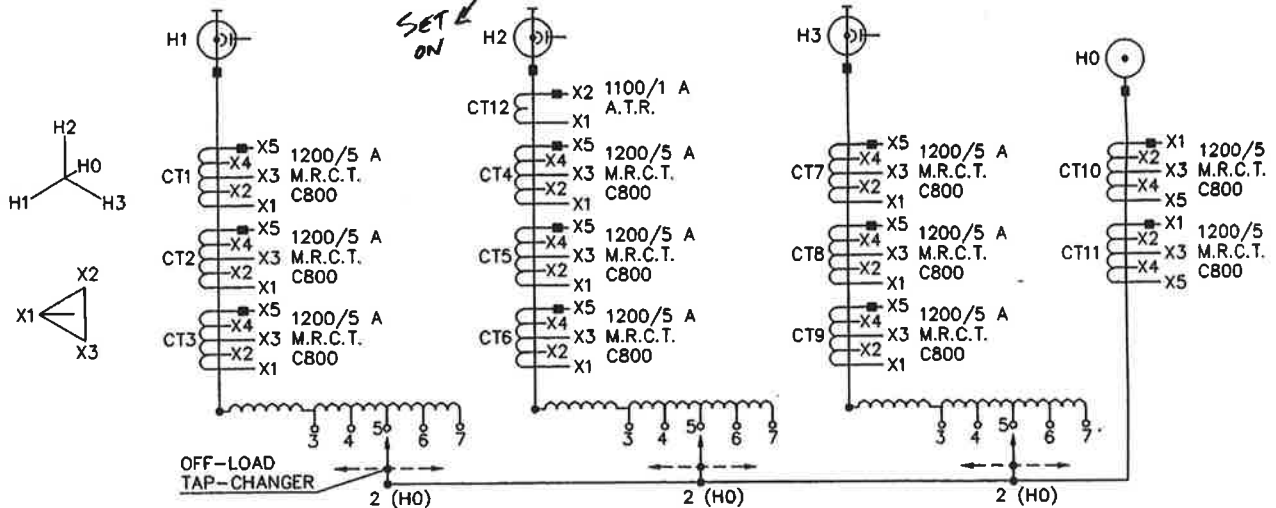 SET
ON
H1
H2
H3
H0
H2
H0
H1
H3
X2
X1
X3
CT1
X5
X4
X3
X2
X1
1200/5 A
M.R.C.T.
C800
CT2
X5
X4
X3
X2
X1
1200/5 A
M.R.C.T.
C800
CT3
X5
X4
X3
X2
X1
1200/5 A
M.R.C.T.
C800
CT12
X2
X1
1100/1 A
A.T.R.
CT4
X5
X4
X3
X2
X1
1200/5 A
M.R.C.T.
C800
CT5
X5
X4
X3
X2
X1
1200/5 A
M.R.C.T.
C800
CT6
X5
X4
X3
X2
X1
1200/5 A
M.R.C.T.
C800
CT7
X5
X4
X3
X2
X1
1200/5 A
M.R.C.T.
C800
CT8
X5
X4
X3
X2
X1
1200/5 A
M.R.C.T.
C800
CT9
X5
X4
X3
X2
X1
1200/5 A
M.R.C.T.
C800
CT10
X1
X2
X3
X4
X5
1200/5
M.R.C.T.
C800
CT11
X1
X2
X3
X4
X5
1200/5
M.R.C.T.
C800
3 4 5 6 7
3 4 5 6 7
3 4 5 6 7
OFF-LOAD
TAP-CHANGER
2 (H0)
2 (H0)
2 (H0)